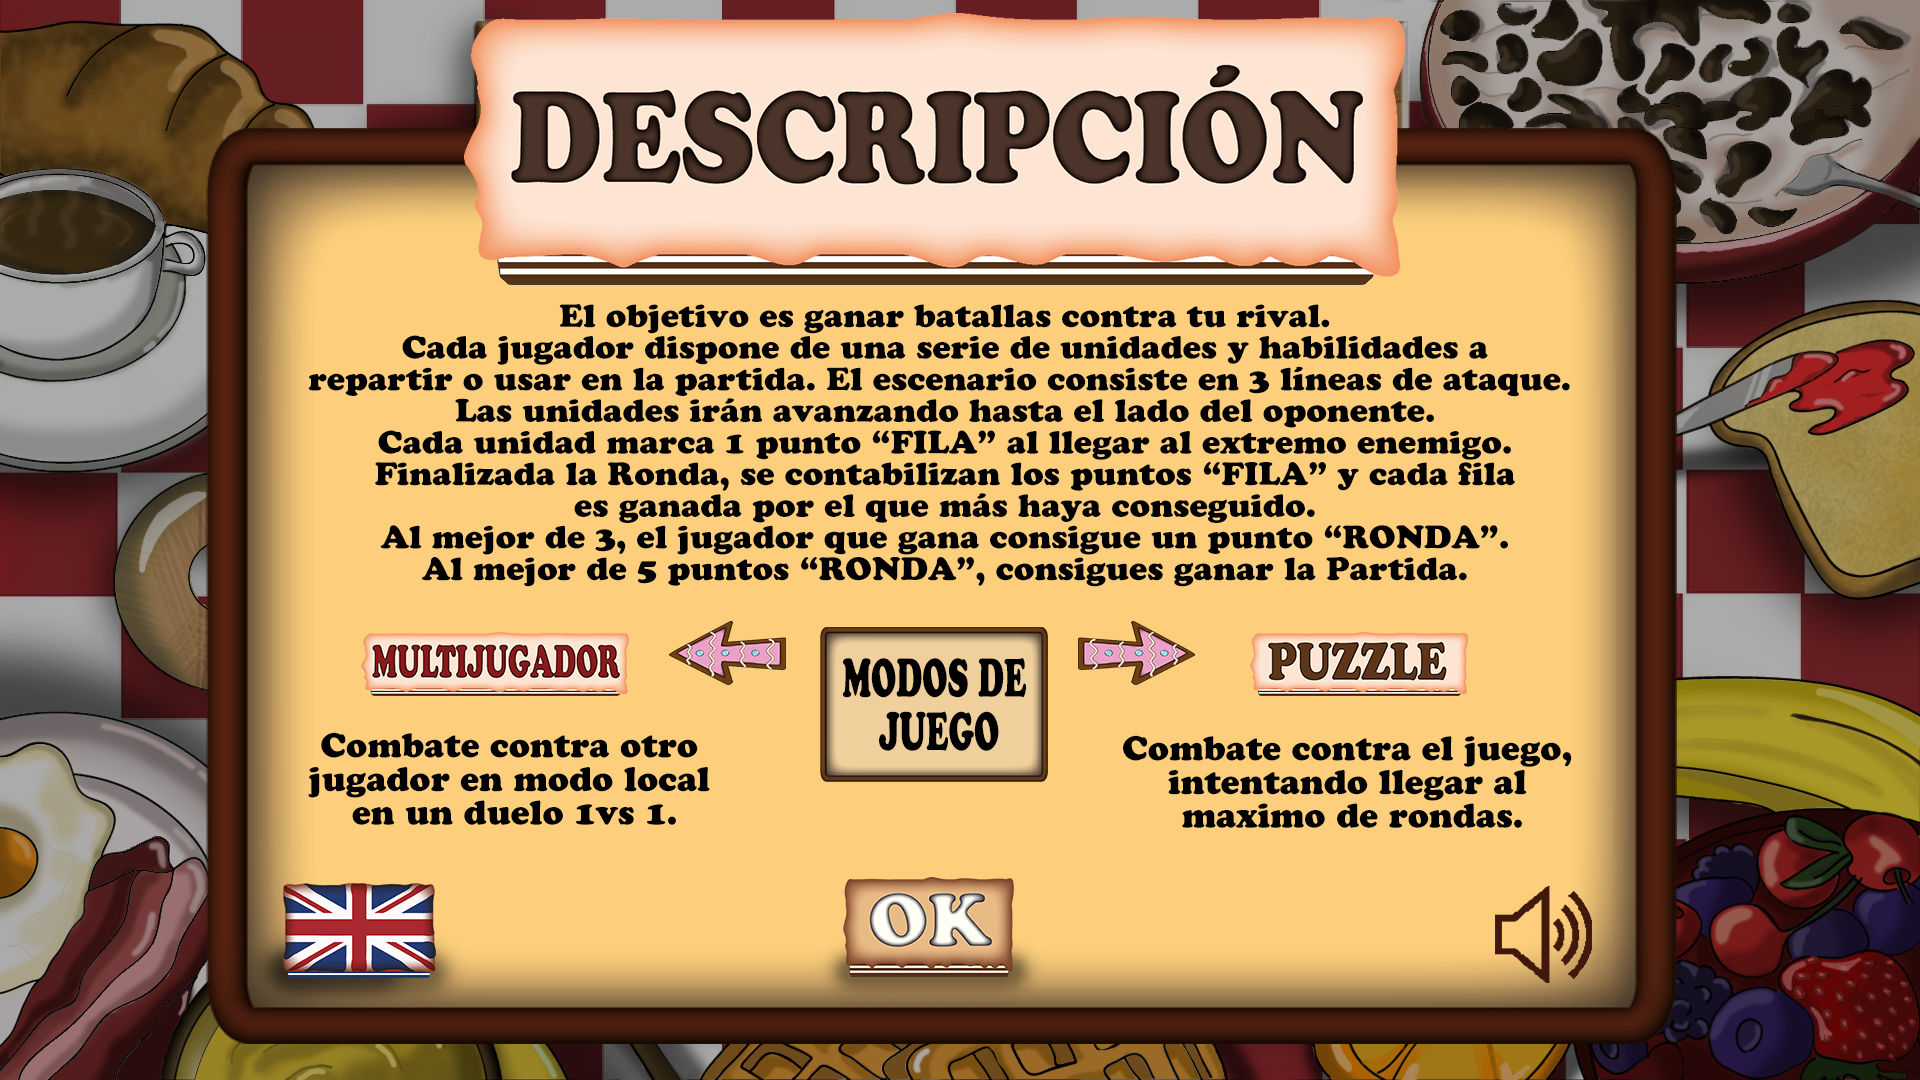 DESCRIPCIÓN
El objetivo es ganar batallas contra tu rival.
Cada jugador dispone de una serie de unidades y habilidades a
repartir o usar en la partida. El escenario consiste en 3 líneas de ataque.
Las unidades irán avanzando hasta el lado del oponente.
Cada unidad marca 1 punto “FILA” al llegar al extremo enemigo.
Finalizada la Ronda, se contabilizan los puntos “FILA” y cada fila
es ganada por el que más haya conseguido.
Al mejor de 3, el jugador que gana consigue un punto “RONDA”.
Al mejor de 5 puntos “RONDA”, consigues ganar la Partida.
MULTIJUGADOR
MODOS DE
JUEGO
PUZZLE
Combate contra otro
jugador en modo local
en un duelo 1vs 1.
Combate contra el juego,
intentando llegar al
maximo de rondas.
OK